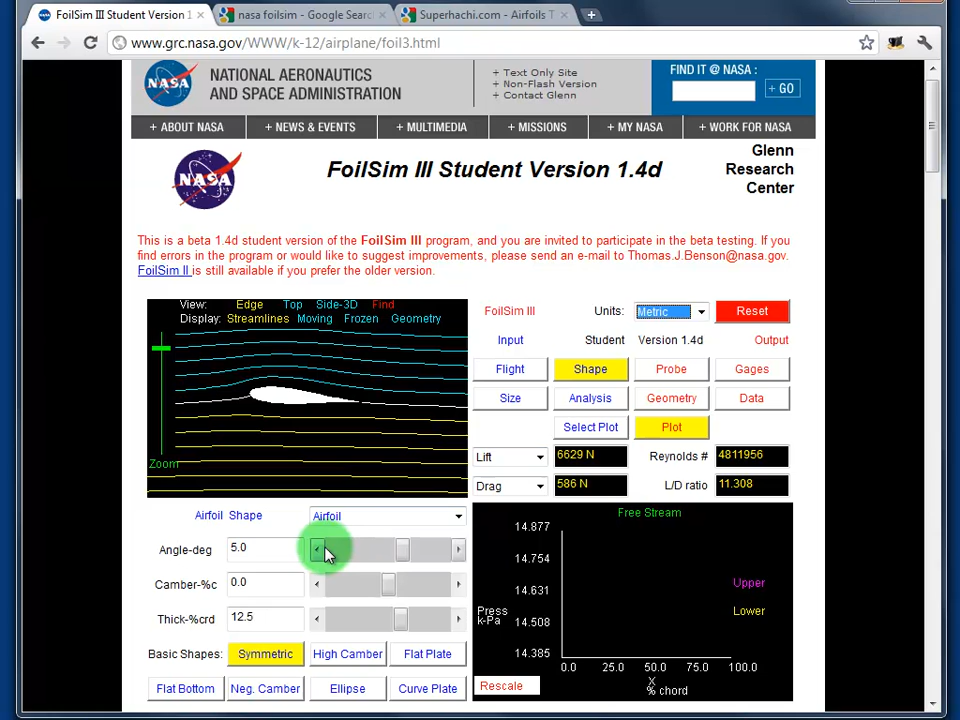 FoilSim III Student Version 1
nasa foilsim - Google Searc
Superhachi.com - Airfoils T
www.grc.nasa.gov/WWW/k-12/airplane/foil3.html
NASA
NATIONAL AERONAUTICS
AND SPACE ADMINISTRATION
+ Text Only Site
+ Non-Flash Version
+ Contact Glenn
FIND IT @ NASA :
+ GO
+ ABOUT NASA
+ NEWS & EVENTS
+ MULTIMEDIA
+ MISSIONS
+ MY NASA
+ WORK FOR NASA
NASA
FoilSim III Student Version 1.4d
Glenn
Research
Center
This is a beta 1.4d student version of the FoilSim III program, and you are invited to participate in the beta testing. If you
find errors in the program or would like to suggest improvements, please send an e-mail to Thomas.J.Benson@nasa.gov.
FoilSim II is still available if you prefer the older version.
View: Edge Top Side-3D Find
Display: Streamlines Moving Frozen Geometry
Zoom
FoilSim III Units: Metric Reset
Input Student Version 1.4d Output
Flight Shape Probe Gages
Size Analysis Geometry Data
Select Plot Plot
Lift 6629 N Reynolds # 4811956
Drag 586 N L/D ratio 11.308
Airfoil Shape Airfoil
Angle-deg 5.0
Camber-%c 0.0
Thick-%crd 12.5
Basic Shapes: Symmetric High Camber Flat Plate
Flat Bottom Neg. Camber Ellipse Curve Plate
Free Stream
14.877
14.754
14.631
14.508
14.385
Press
k-Pa
Upper
Lower
0.0 25.0 50.0 75.0 100.0
X
% chord
Rescale